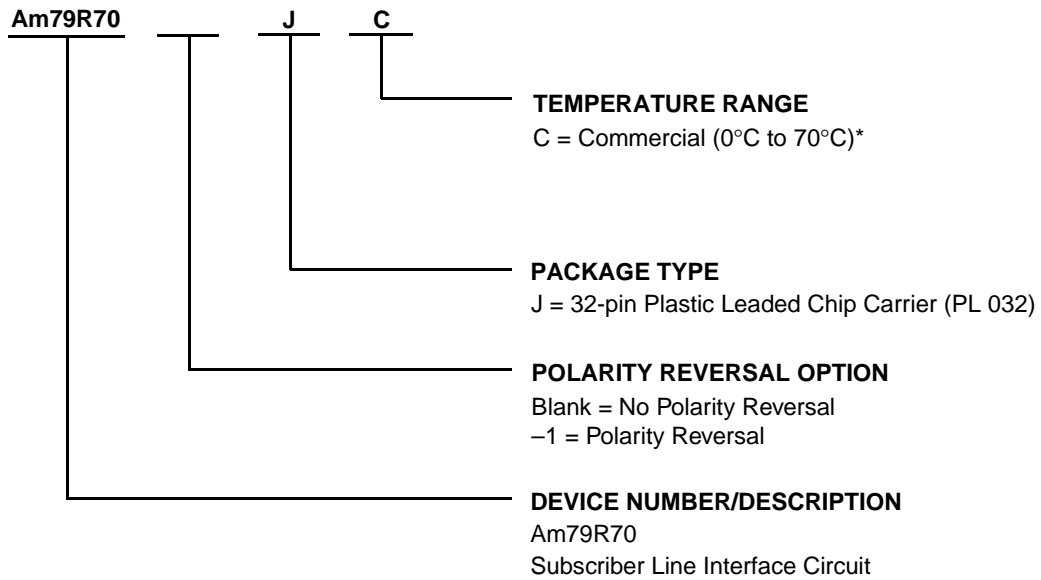 Am79R70 J C
TEMPERATURE RANGE
C = Commercial (0°C to 70°C)*
PACKAGE TYPE
J = 32-pin Plastic Leaded Chip Carrier (PL 032)
POLARITY REVERSAL OPTION
Blank = No Polarity Reversal
–1 = Polarity Reversal
DEVICE NUMBER/DESCRIPTION
Am79R70
Subscriber Line Interface Circuit